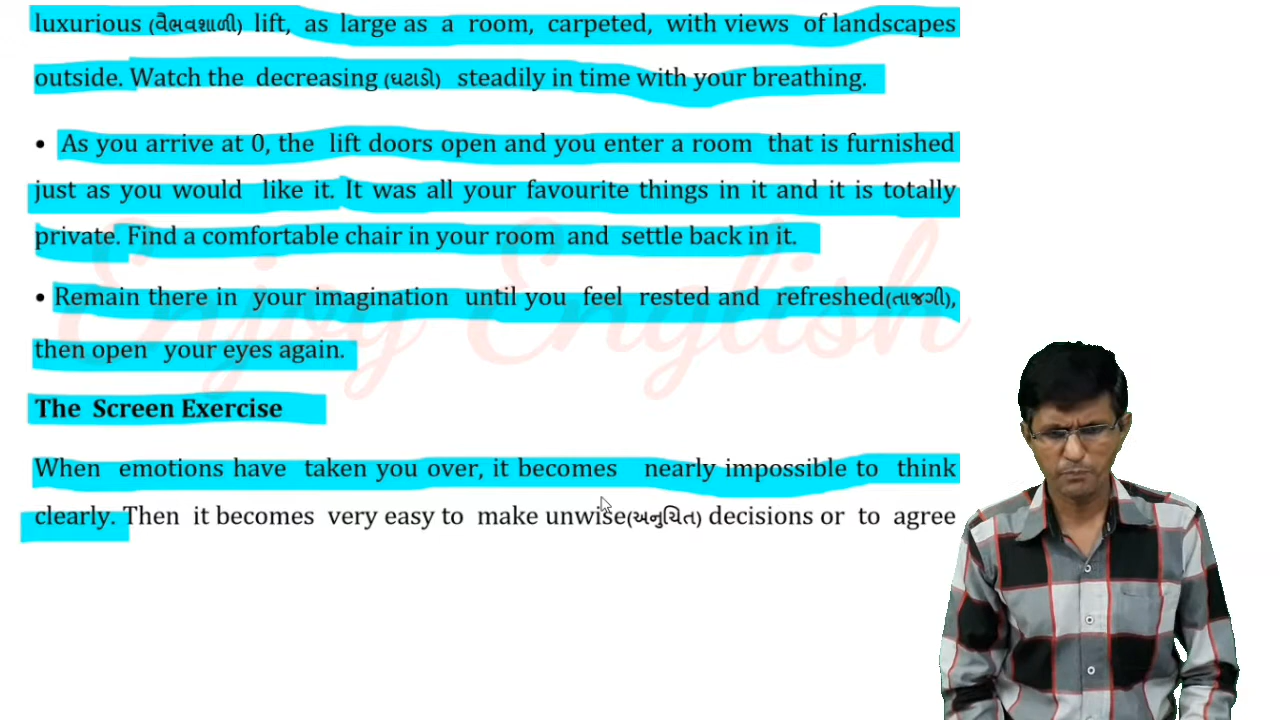 luxurious (વૈભવશાળી) lift, as large as a room, carpeted, with views of landscapes
outside. Watch the decreasing (ઘટાડો) steadily in time with your breathing.
• As you arrive at 0, the lift doors open and you enter a room that is furnished
just as you would like it. It was all your favourite things in it and it is totally
private. Find a comfortable chair in your room and settle back in it.
• Remain there in your imagination until you feel rested and refreshed(તાજગી),
then open your eyes again.
The Screen Exercise
When emotions have taken you over, it becomes nearly impossible to think
clearly. Then it becomes very easy to make unwise(અનુચિત) decisions or to agree
Enjoy English